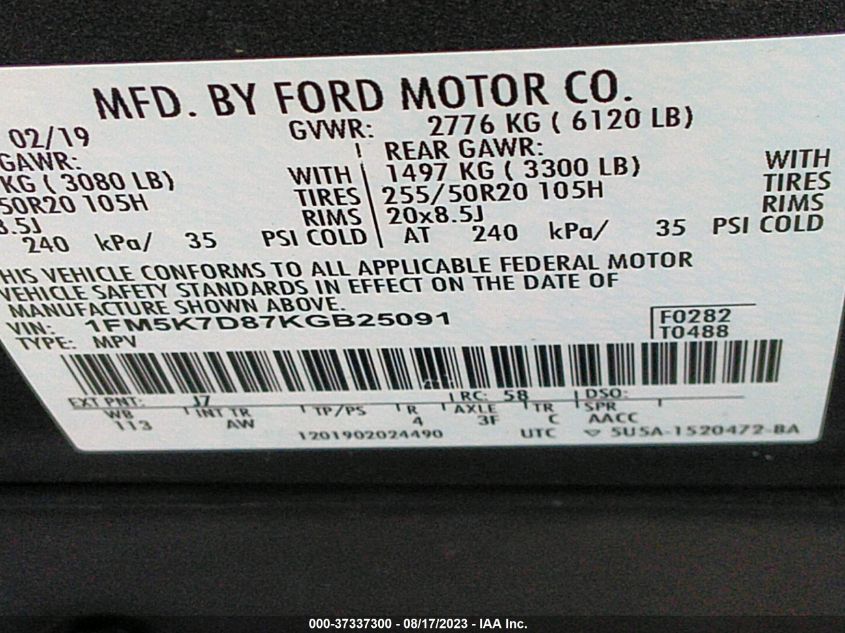 MFD. BY FORD MOTOR CO.
02/19 GVWR: 2776 KG ( 6120 LB)
GAWR: REAR GAWR:
KG ( 3080 LB) WITH 1497 KG ( 3300 LB) WITH
50R20 105H TIRES 255/50R20 105H TIRES
8.5J RIMS 20x8.5J RIMS
240 kPa/ 35 PSI COLD AT 240 kPa/ 35 PSI COLD
HIS VEHICLE CONFORMS TO ALL APPLICABLE FEDERAL MOTOR
VEHICLE SAFETY STANDARDS IN EFFECT ON THE DATE OF
MANUFACTURE SHOWN ABOVE.
VIN: 1FM5K7D87KGB25091 F0282
TYPE: MPV T0488
EXT PNT: J7 RC: 58 DSO:
WB INT TR TP/PS R AXLE TR SPR
113 AW 4 3F C AACC
1201902024490 UTC 5U5A-1520472-BA
000-37337300 - 08/17/2023 - IAA Inc.